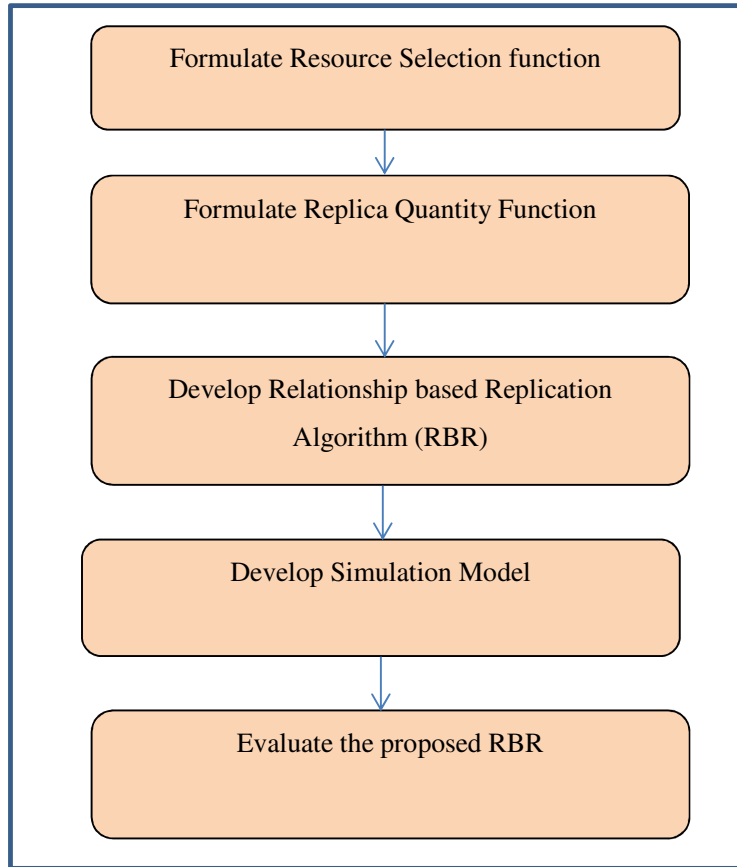 Formulate Resource Selection function
Formulate Replica Quantity Function
Develop Relationship based Replication
Algorithm (RBR)
Develop Simulation Model
Evaluate the proposed RBR